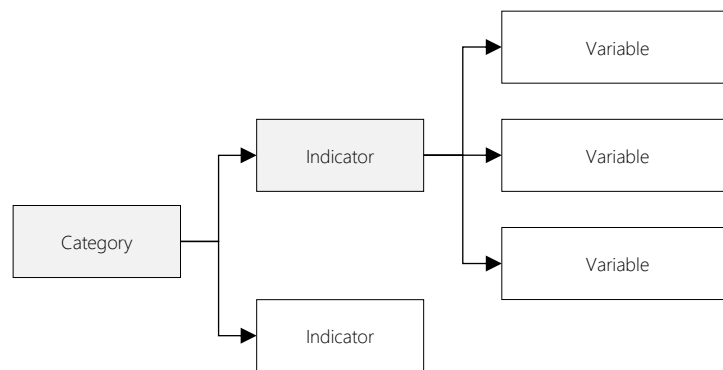 Variable
Indicator
Variable
Category
Variable
Indicator